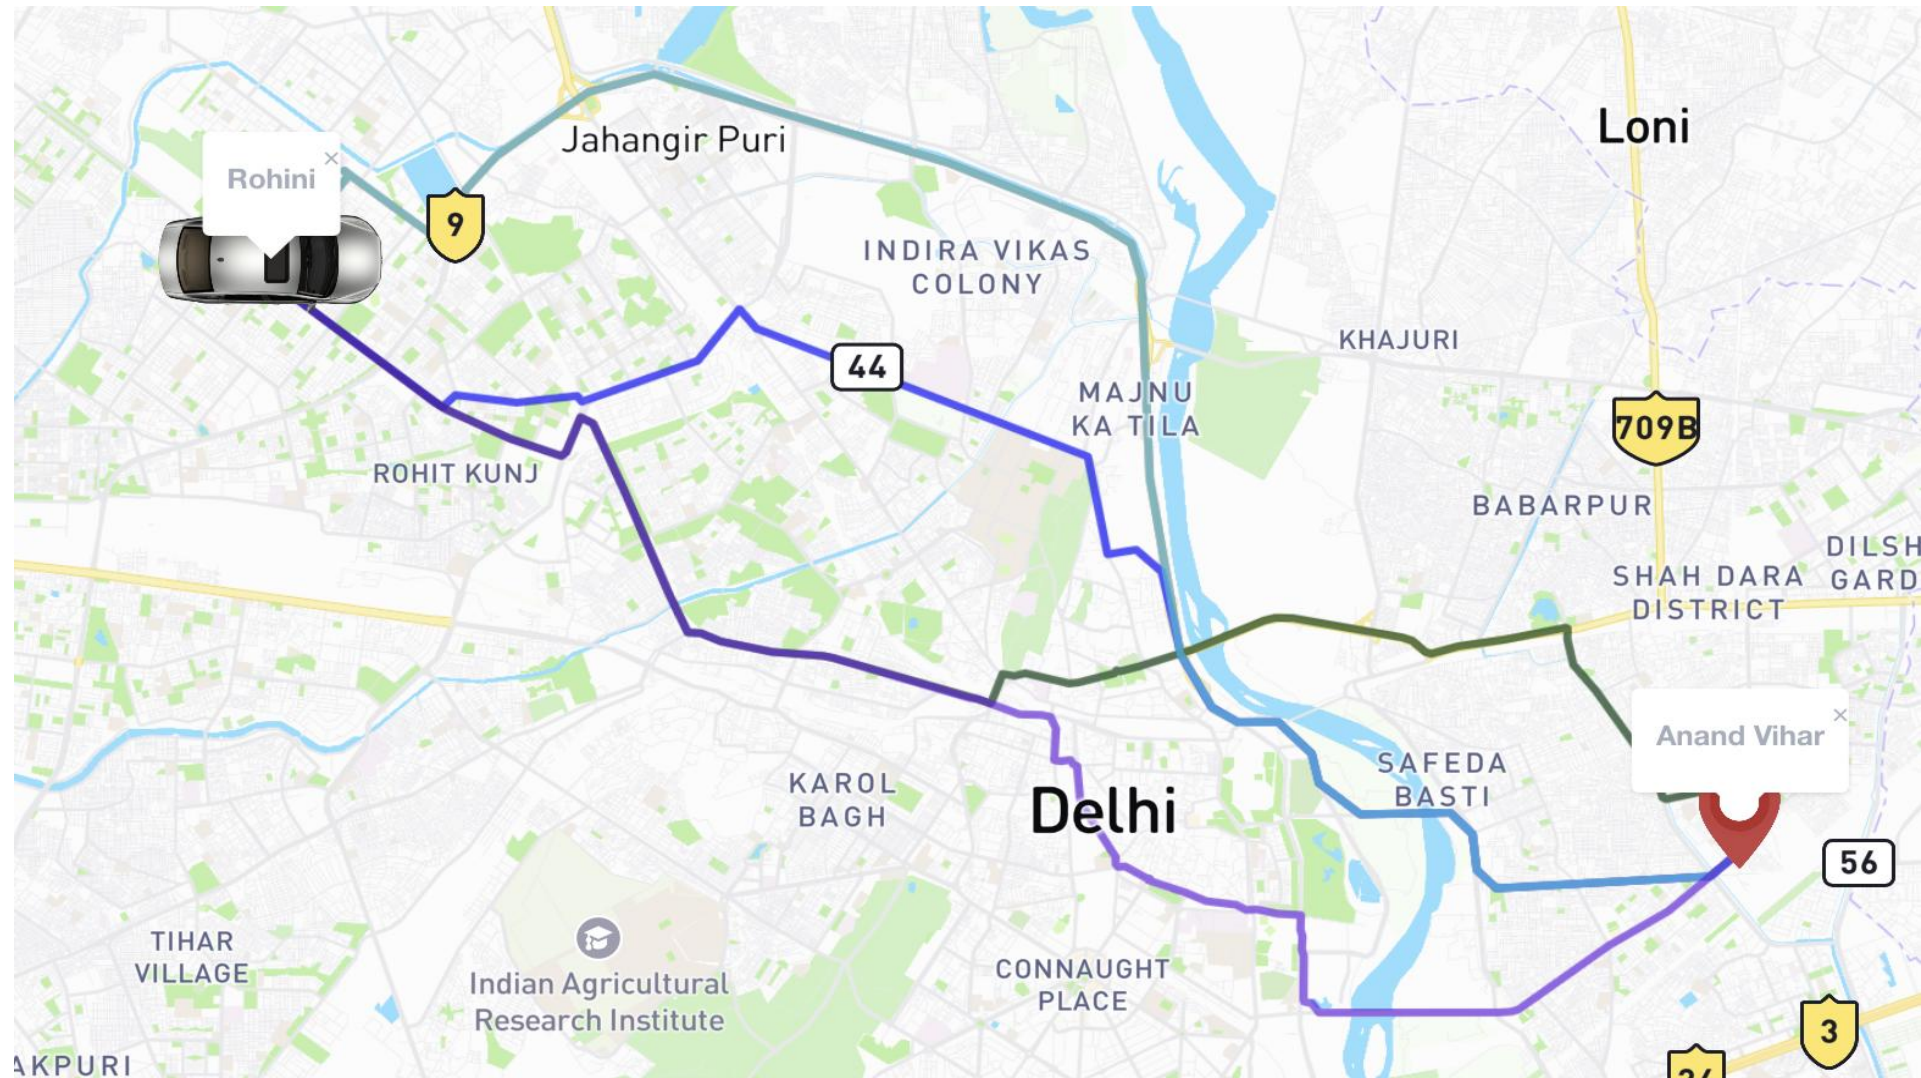 Loni
Jahangir Puri
Rohini
×
9
INDIRA VIKAS
COLONY
KHAJURI
44
MAJNU
KA TILA
709B
ROHIT KUNJ
BABARPUR
DILSH
GARD
SHAH DARA
DISTRICT
Anand Vihar
×
SAFEDA
BASTI
KAROL
BAGH
Delhi
56
TIHAR
VILLAGE
Indian Agricultural
Research Institute
CONNAUGHT
PLACE
3
AKPURI